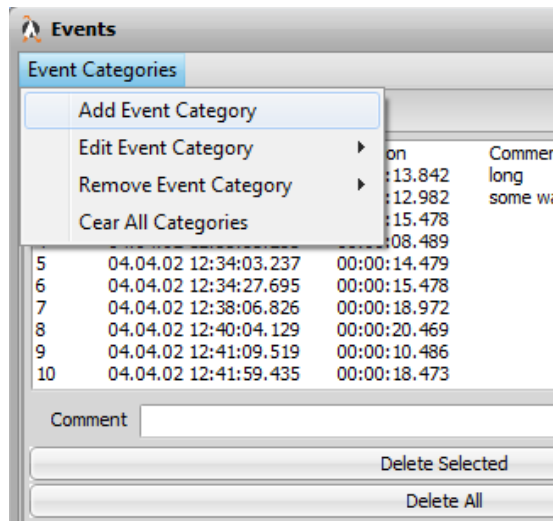 Events
Event Categories
Add Event Category
Edit Event Category
Remove Event Category
Cear All Categories
on Commen
:13.842 long
:12.982 some wa
:15.478
:08.489
5 04.04.02 12:34:03.237 00:00:14.479
6 04.04.02 12:34:27.695 00:00:15.478
7 04.04.02 12:38:06.826 00:00:18.972
8 04.04.02 12:40:04.129 00:00:20.469
9 04.04.02 12:41:09.519 00:00:10.486
10 04.04.02 12:41:59.435 00:00:18.473
Comment
Delete Selected
Delete All